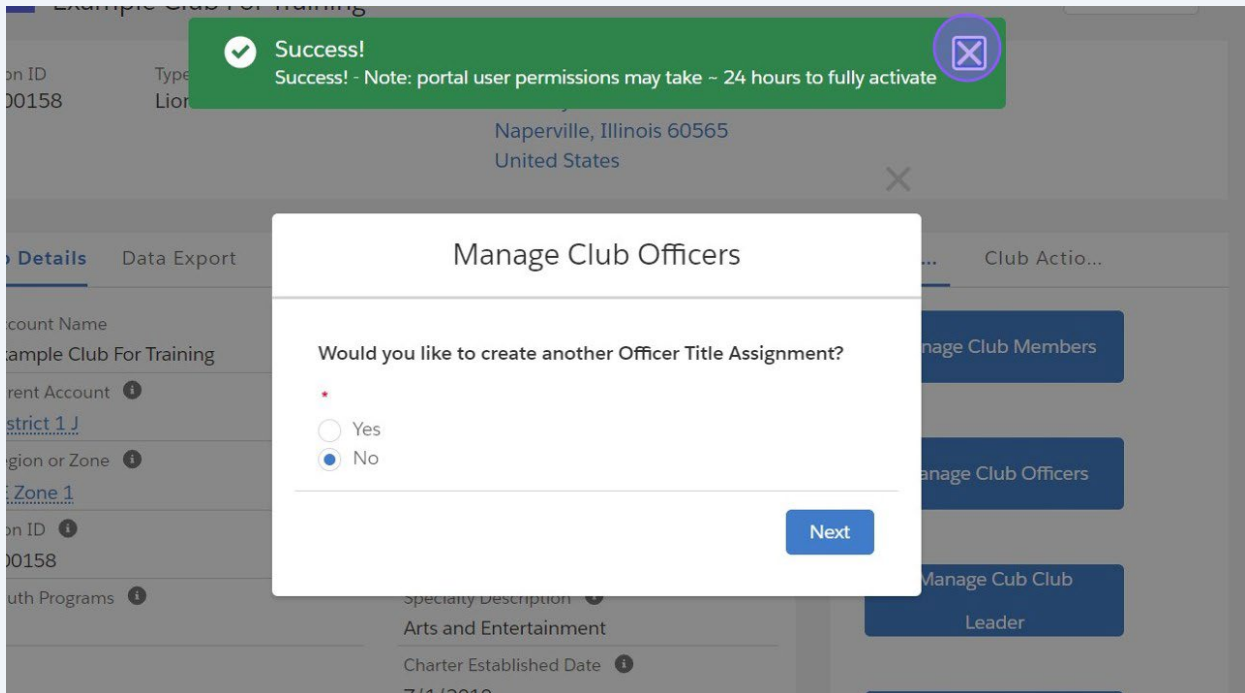 Example Club For Training
Success!
Success! - Note: portal user permissions may take ~ 24 hours to fully activate
on ID
Type
00158
Lion
Naperville, Illinois 60565
United States
Manage Club Officers
Details
Data Export
...
Club Actio...
count Name
ample Club For Training
Would you like to create another Officer Title Assignment?
*
Yes
No
Next
nage Club Members
rent Account
strict 1 J
gion or Zone
Zone 1
anage Club Officers
on ID
00158
uth Programs
Manage Cub Club
Leader
Specialty Description
Arts and Entertainment
Charter Established Date